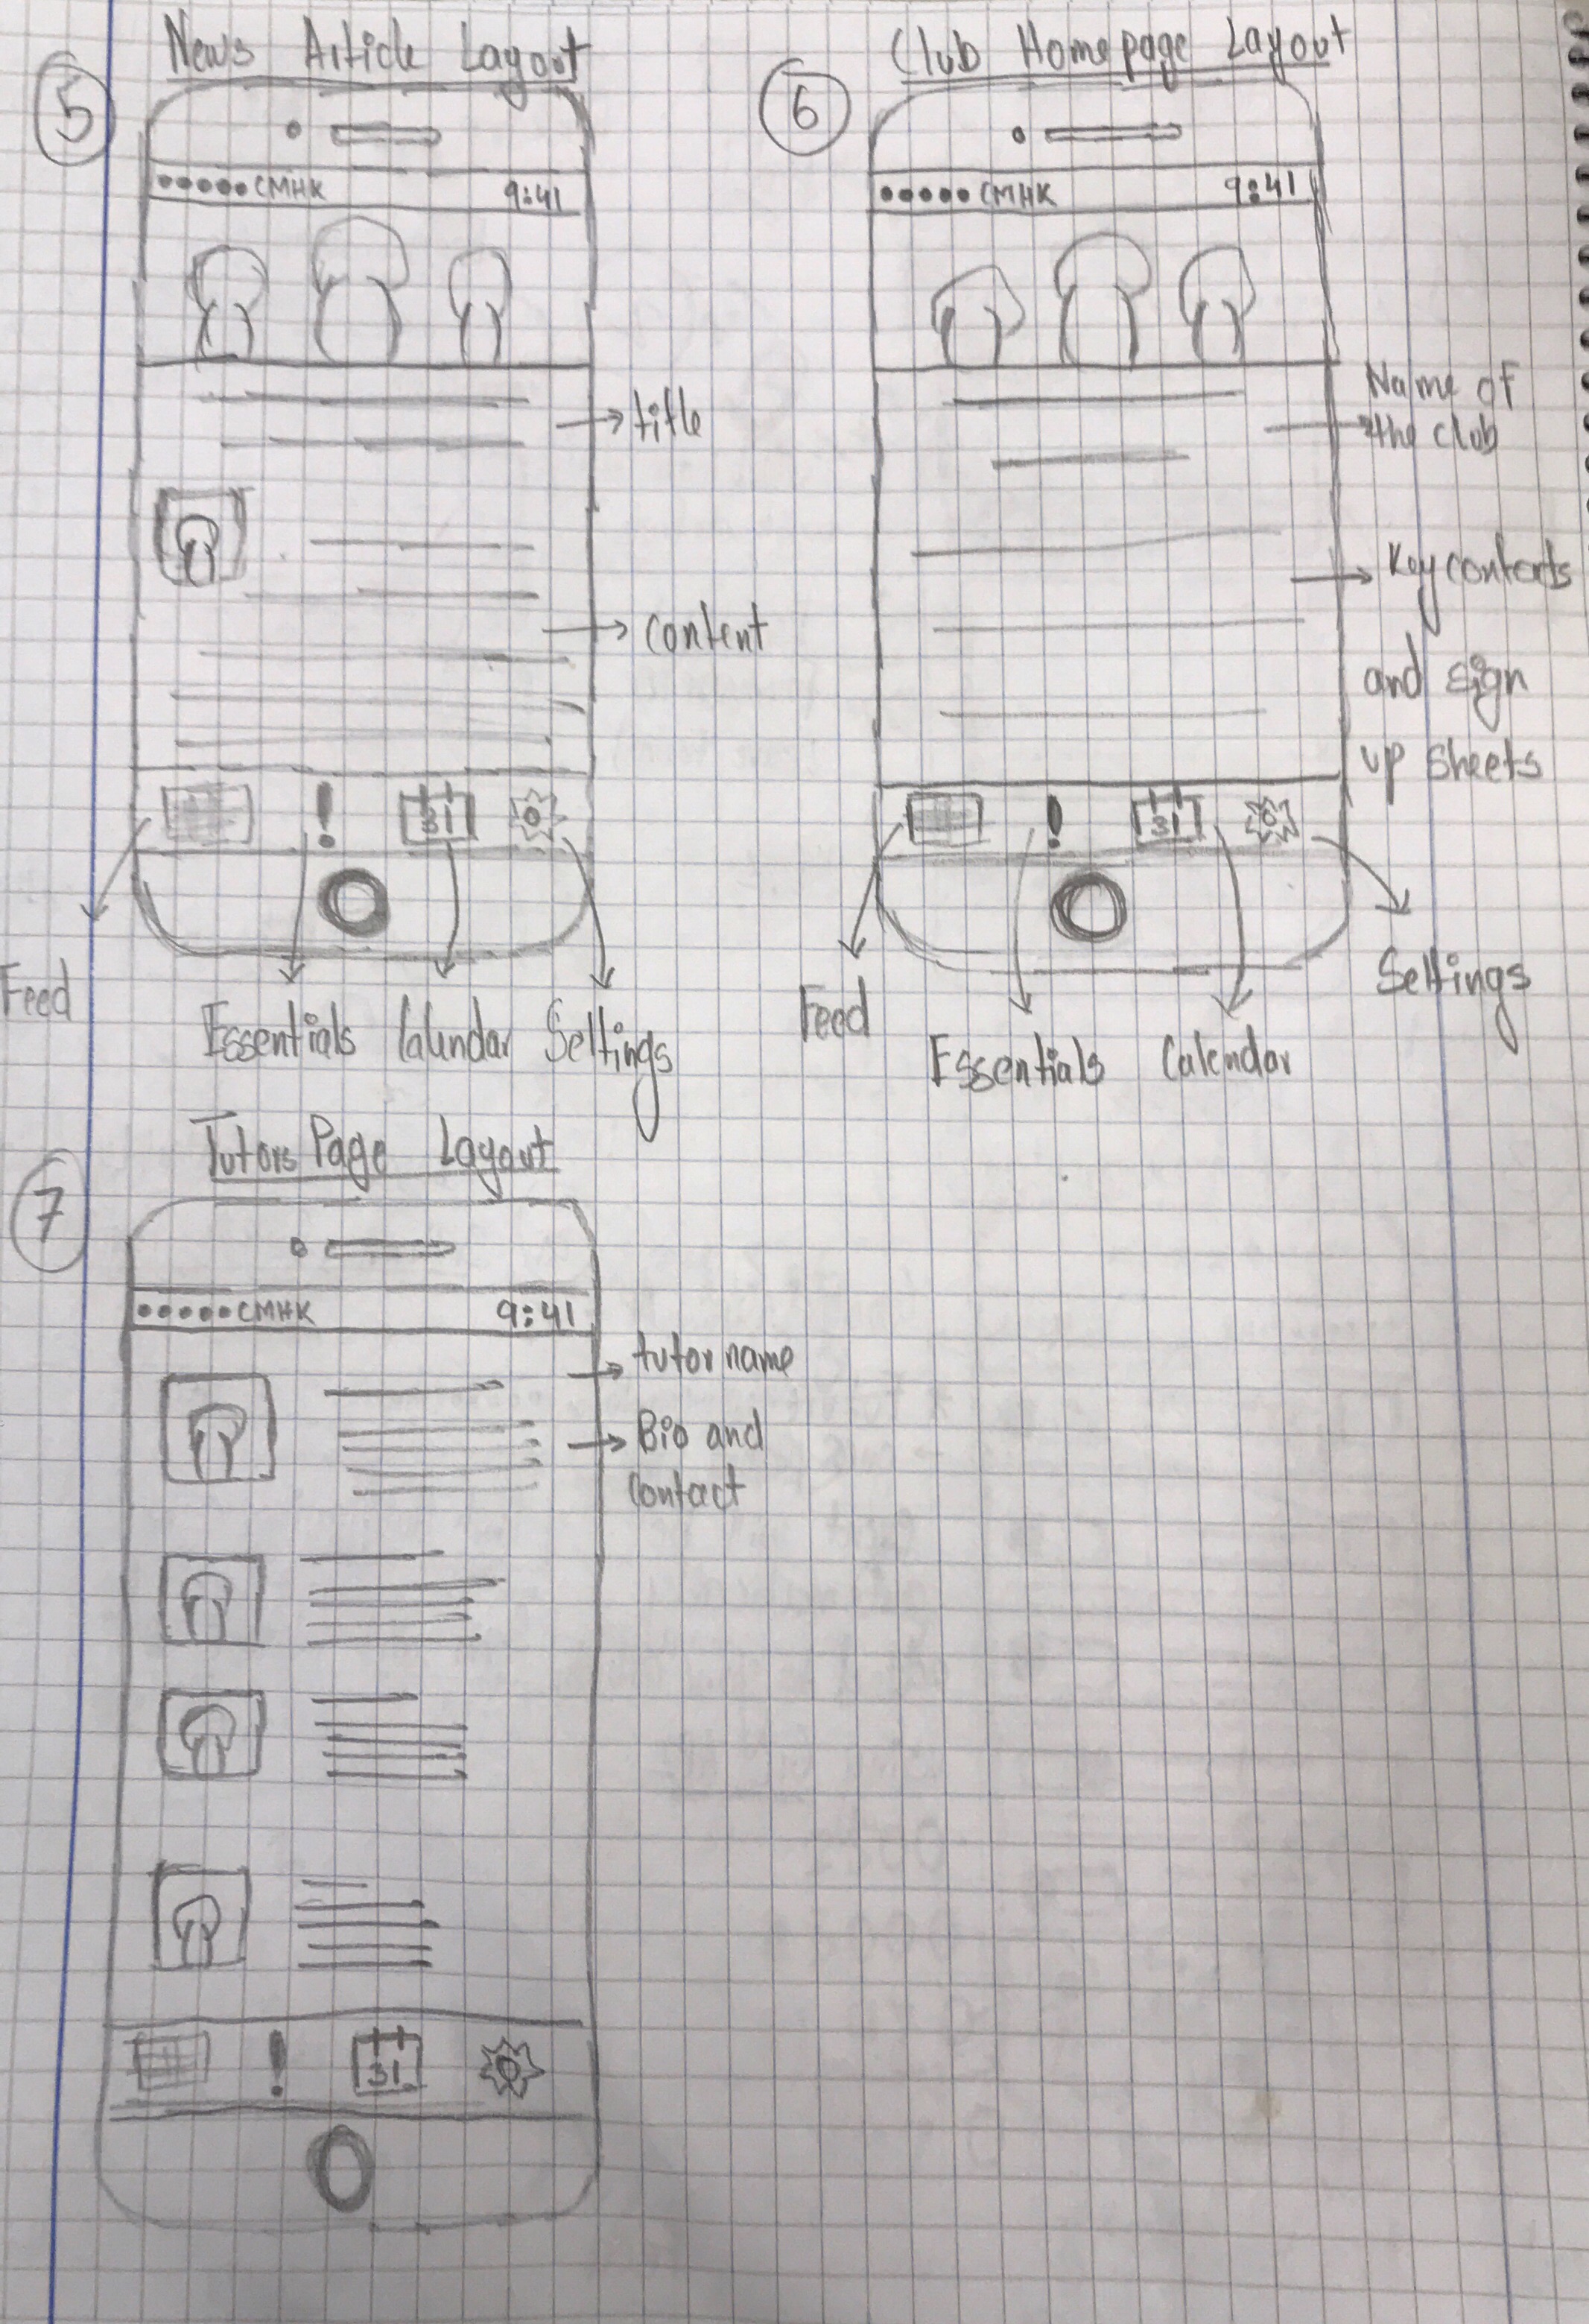 News Article Layout
5
•••••CMHK 9:41
title
content
31
Feed
Essentials Calendar Settings
Club Homepage Layout
6
•••••CMHK 9:41
Name of
the club
Key contacts
and sign
up sheets
!
31
Feed
Essentials Calendar
Settings
Tutors Page Layout
7
•••••CMHK 9:41
tutor name
Bio and
contact
!
31